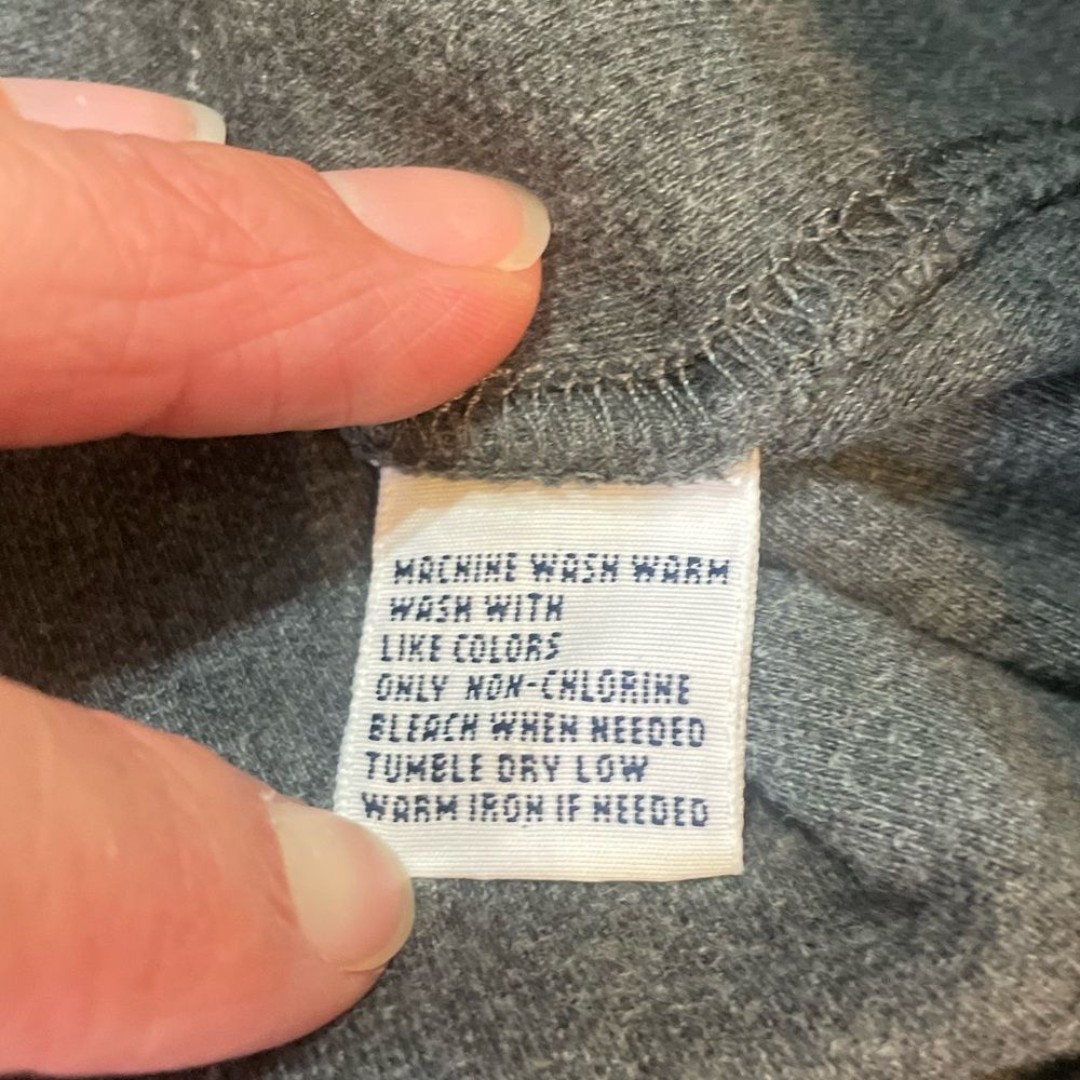 MACHINE WASH WARM
WASH WITH
LIKE COLORS
ONLY NON-CHLORINE
BLEACH WHEN NEEDED
TUMBLE DRY LOW
WARM IRON IF NEEDED